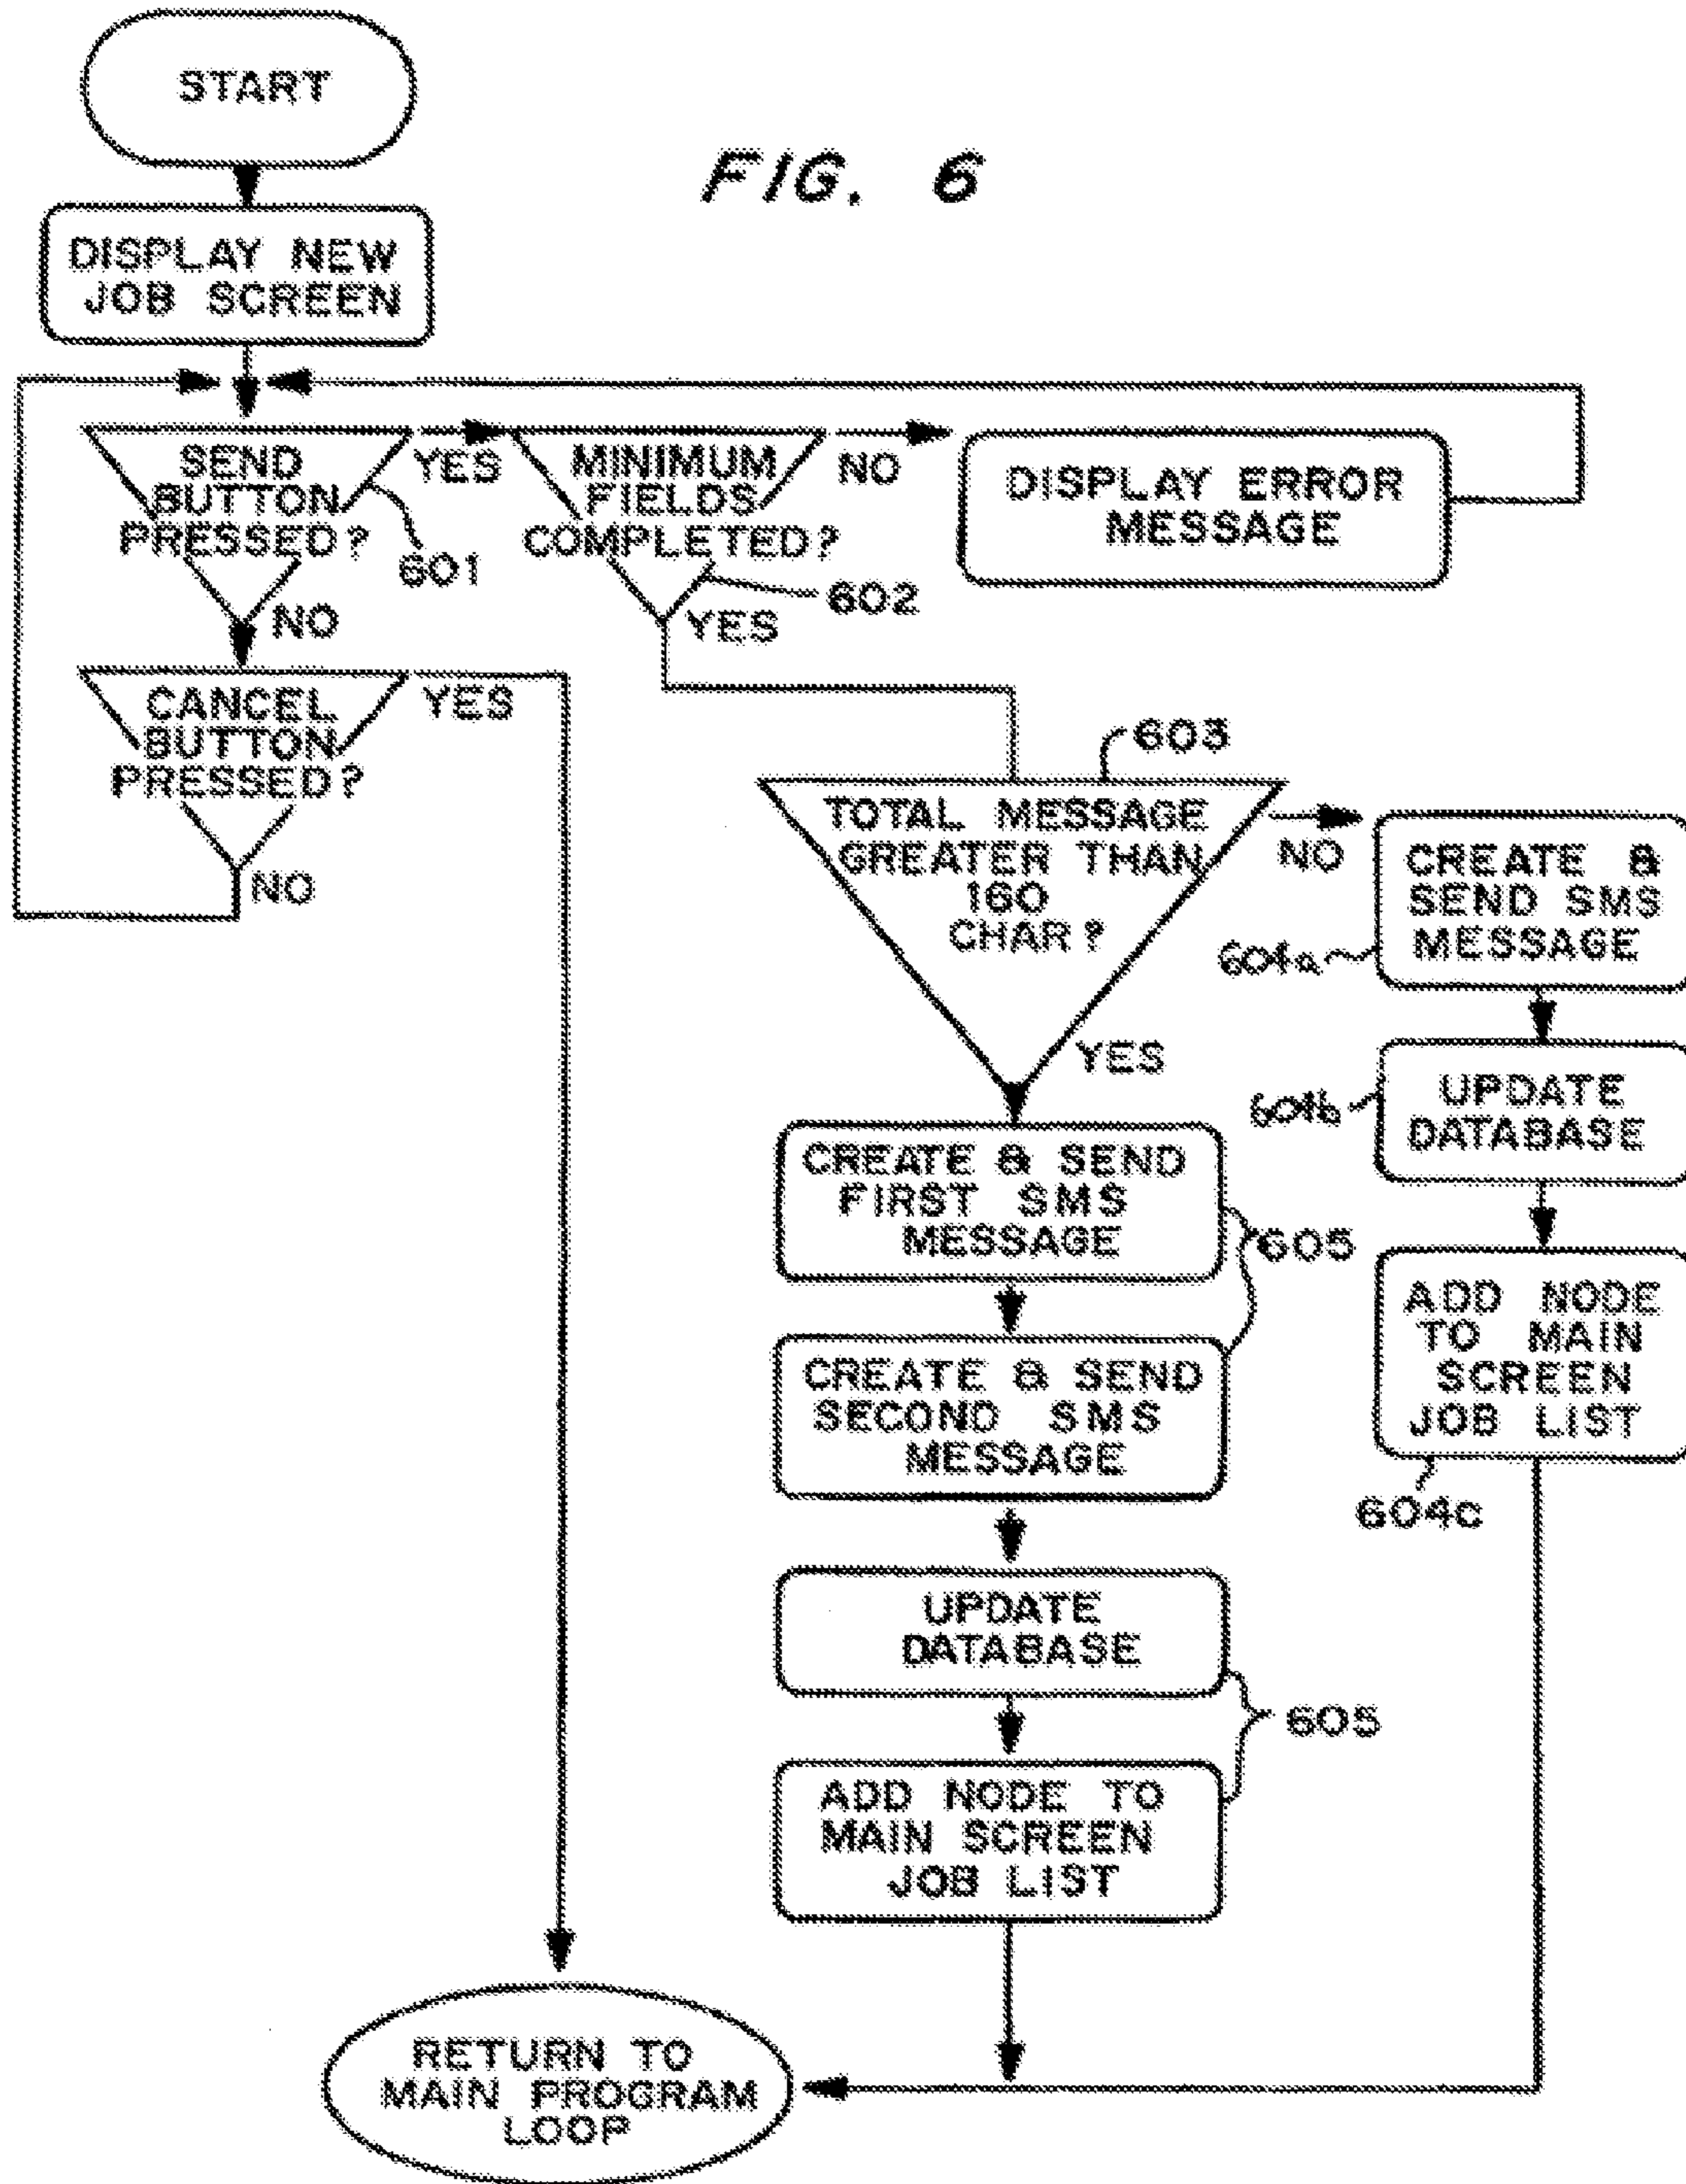 START
FIG. 6
DISPLAY NEW
JOB SCREEN
SEND
BUTTON
PRESSED?
YES
601
NO
MINIMUM
FIELDS
COMPLETED?
602
YES
NO
DISPLAY ERROR
MESSAGE
CANCEL
BUTTON
PRESSED?
YES
NO
603
TOTAL MESSAGE
GREATER THAN
160
CHAR?
NO
YES
CREATE &
SEND SMS
MESSAGE
604a
UPDATE
DATABASE
604b
ADD NODE
TO MAIN
SCREEN
JOB LIST
604c
CREATE & SEND
FIRST SMS
MESSAGE
605
CREATE & SEND
SECOND SMS
MESSAGE
UPDATE
DATABASE
605
ADD NODE TO
MAIN SCREEN
JOB LIST
RETURN TO
MAIN PROGRAM
LOOP